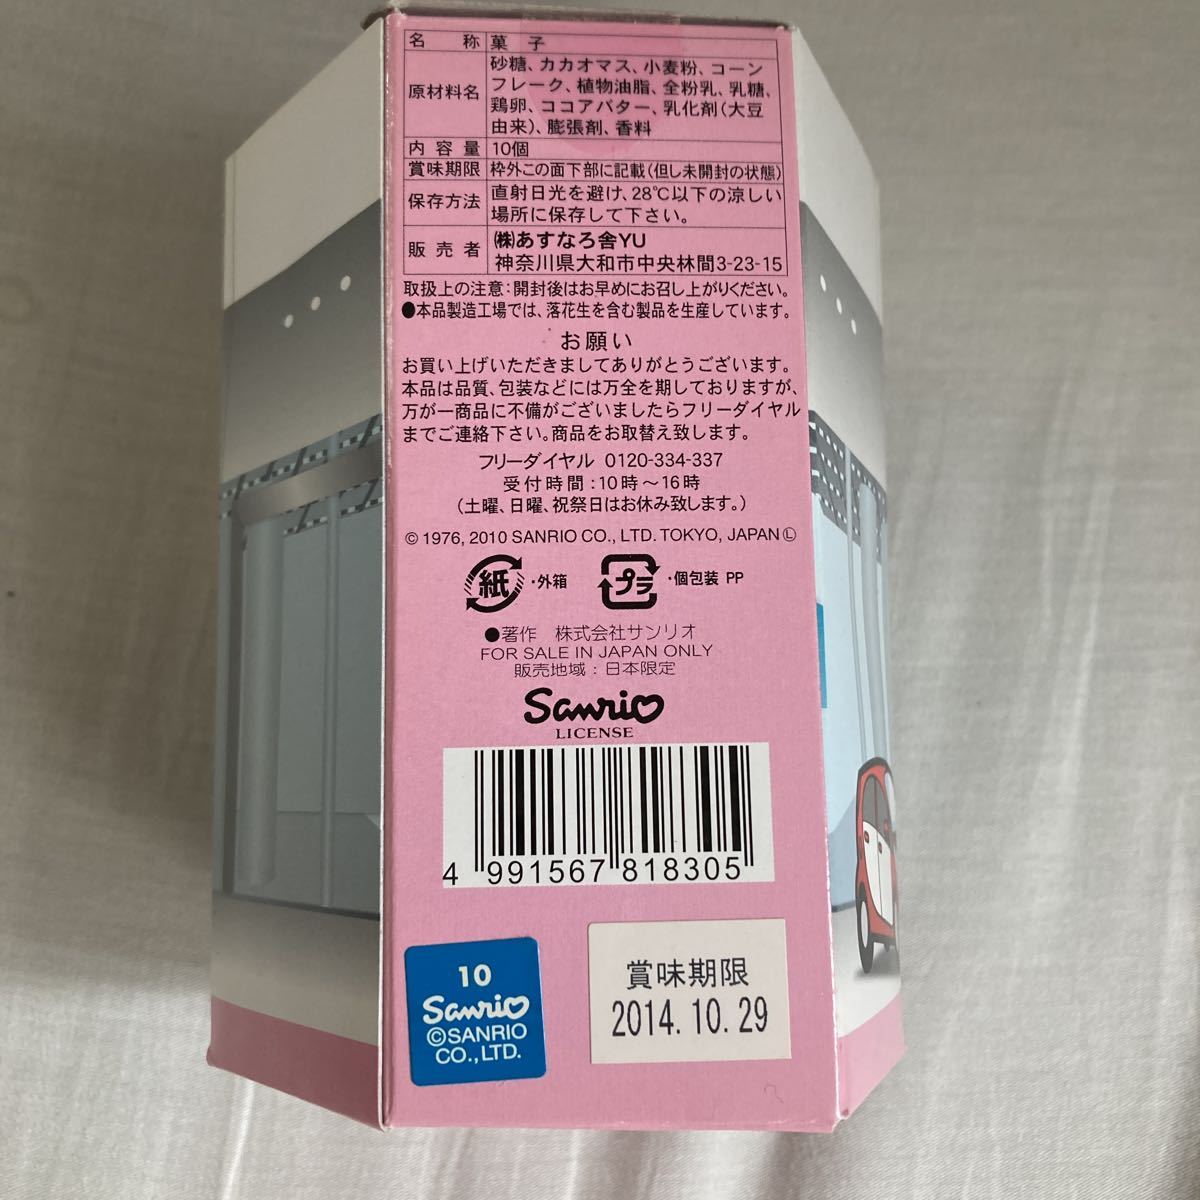 名称 菓子
原材料名 砂糖、カカオマス、小麦粉、コーン
フレーク、植物油脂、全粉乳、乳糖、
鶏卵、ココアバター、乳化剤(大豆
由来)、膨張剤、香料
内容量 10個
賞味期限 枠外この面下部に記載(但し未開封の状態)
保存方法 直射日光を避け、28℃以下の涼しい
場所に保存して下さい。
販売者 ㈱あすなろ舎YU
神奈川県大和市中央林間3-23-15
取扱上の注意:開封後はお早めにお召し上がりください。
●本品製造工場では、落花生を含む製品を生産しています。
お願い
お買い上げいただきましてありがとうございます。
本品は品質、包装などには万全を期しておりますが、
万が一商品に不備がございましたらフリーダイヤル
までご連絡下さい。商品をお取替え致します。
フリーダイヤル 0120-334-337
受付時間:10時〜16時
(土曜、日曜、祝祭日はお休み致します。)
© 1976, 2010 SANRIO CO., LTD. TOKYO, JAPAN Ⓛ
紙 ・外箱 プラ ・個包装 PP
●著作 株式会社サンリオ
FOR SALE IN JAPAN ONLY
販売地域:日本限定
Sanrio
LICENSE
4 991567 818305
10
Sanrio
©SANRIO
CO.,LTD.
賞味期限
2014.10.29